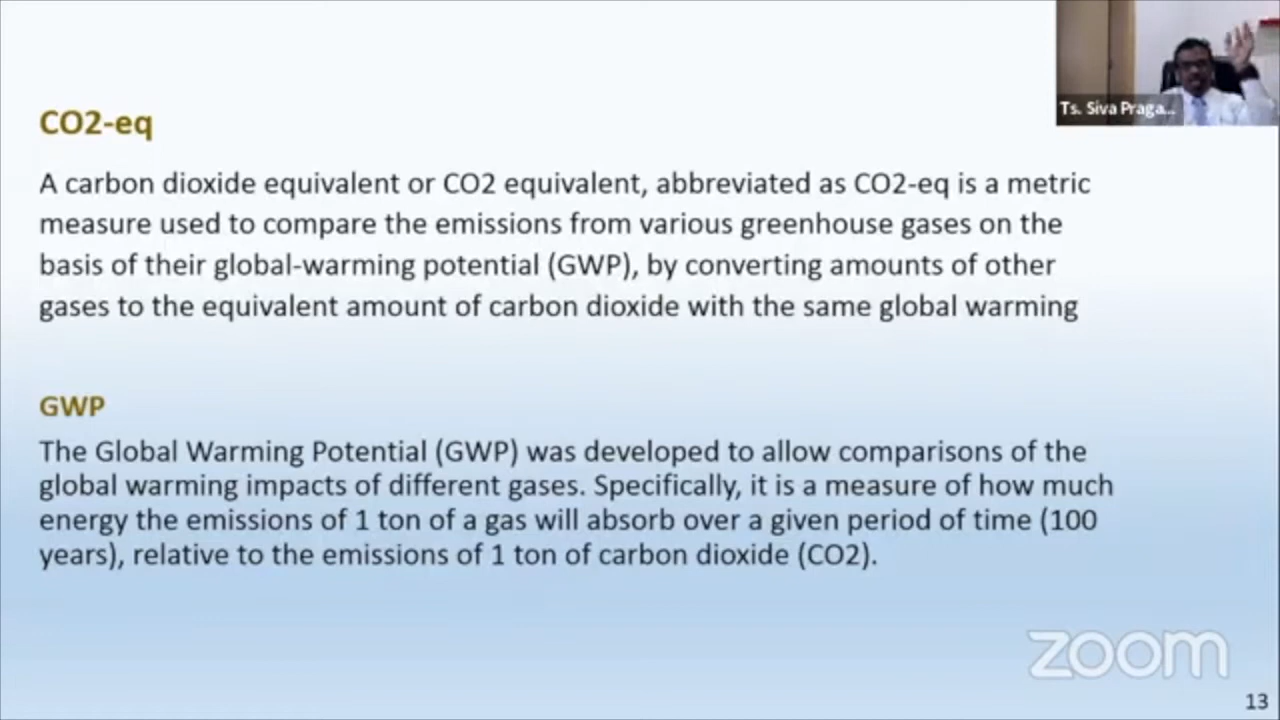 Ts. Siva Praga...
CO2-eq
A carbon dioxide equivalent or CO2 equivalent, abbreviated as CO2-eq is a metric
measure used to compare the emissions from various greenhouse gases on the
basis of their global-warming potential (GWP), by converting amounts of other
gases to the equivalent amount of carbon dioxide with the same global warming
GWP
The Global Warming Potential (GWP) was developed to allow comparisons of the
global warming impacts of different gases. Specifically, it is a measure of how much
energy the emissions of 1 ton of a gas will absorb over a given period of time (100
years), relative to the emissions of 1 ton of carbon dioxide (CO2).
zoom
13